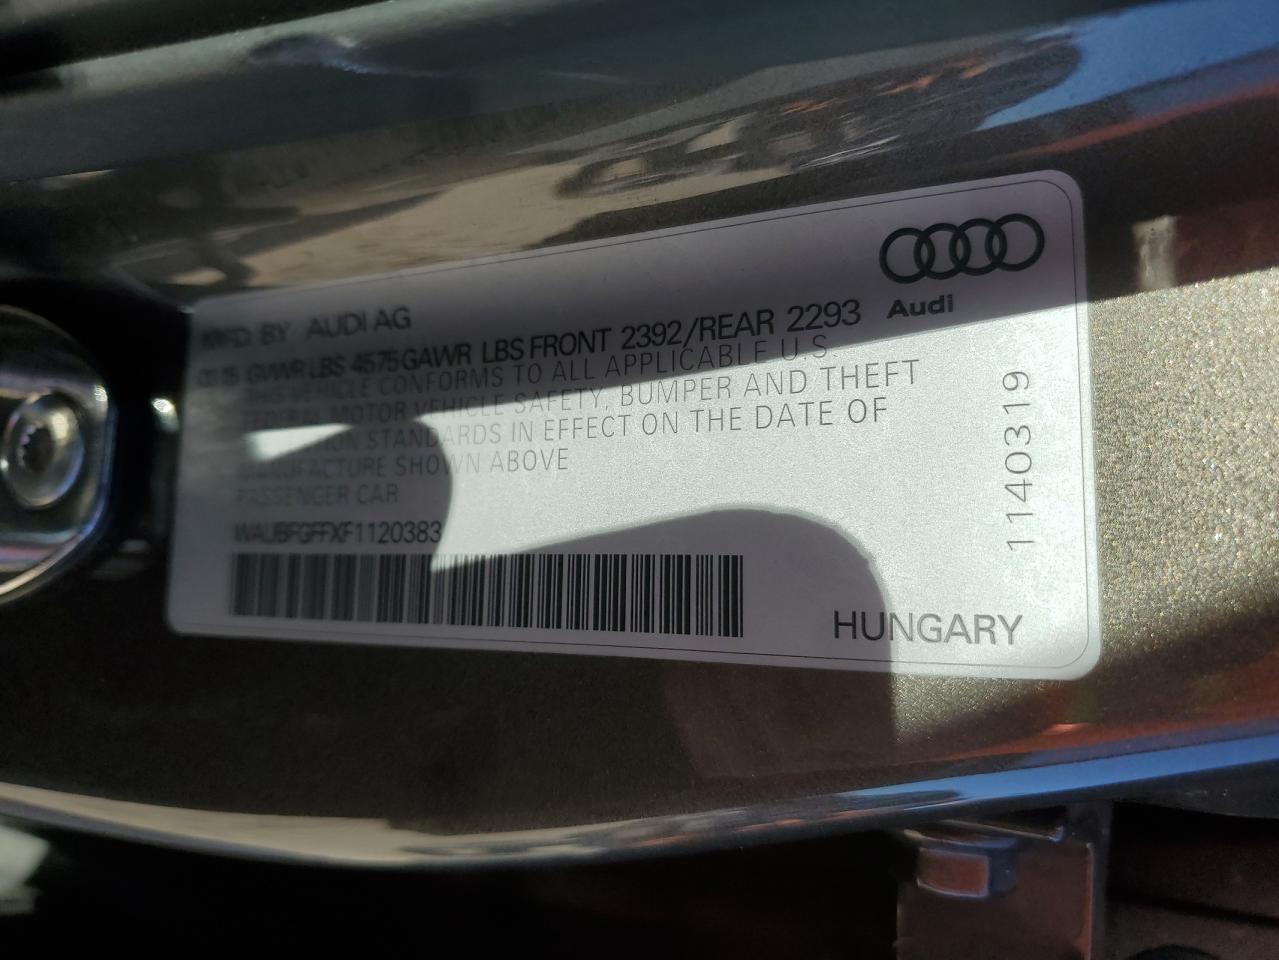 MFD. BY AUDI AG
GVWR LBS 4575 GAWR LBS FRONT 2392/REAR 2293
THIS VEHICLE CONFORMS TO ALL APPLICABLE U.S.
FEDERAL MOTOR VEHICLE SAFETY, BUMPER AND THEFT
STANDARDS IN EFFECT ON THE DATE OF
MANUFACTURE SHOWN ABOVE
PASSENGER CAR
WAUBFGFFXF1120383
Audi
1140319
HUNGARY